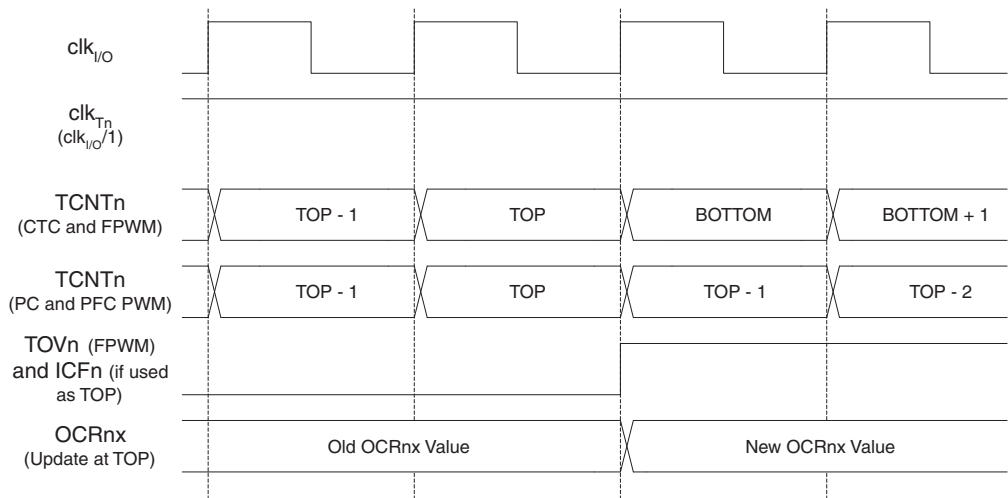 clkI/O
clkTn
(clkI/O/1)
TCNTn
(CTC and FPWM)
TOP - 1
TOP
BOTTOM
BOTTOM + 1
TCNTn
(PC and PFC PWM)
TOP - 1
TOP
TOP - 1
TOP - 2
TOVn (FPWM)
and ICFn (if used
as TOP)
OCRnx
(Update at TOP)
Old OCRnx Value
New OCRnx Value